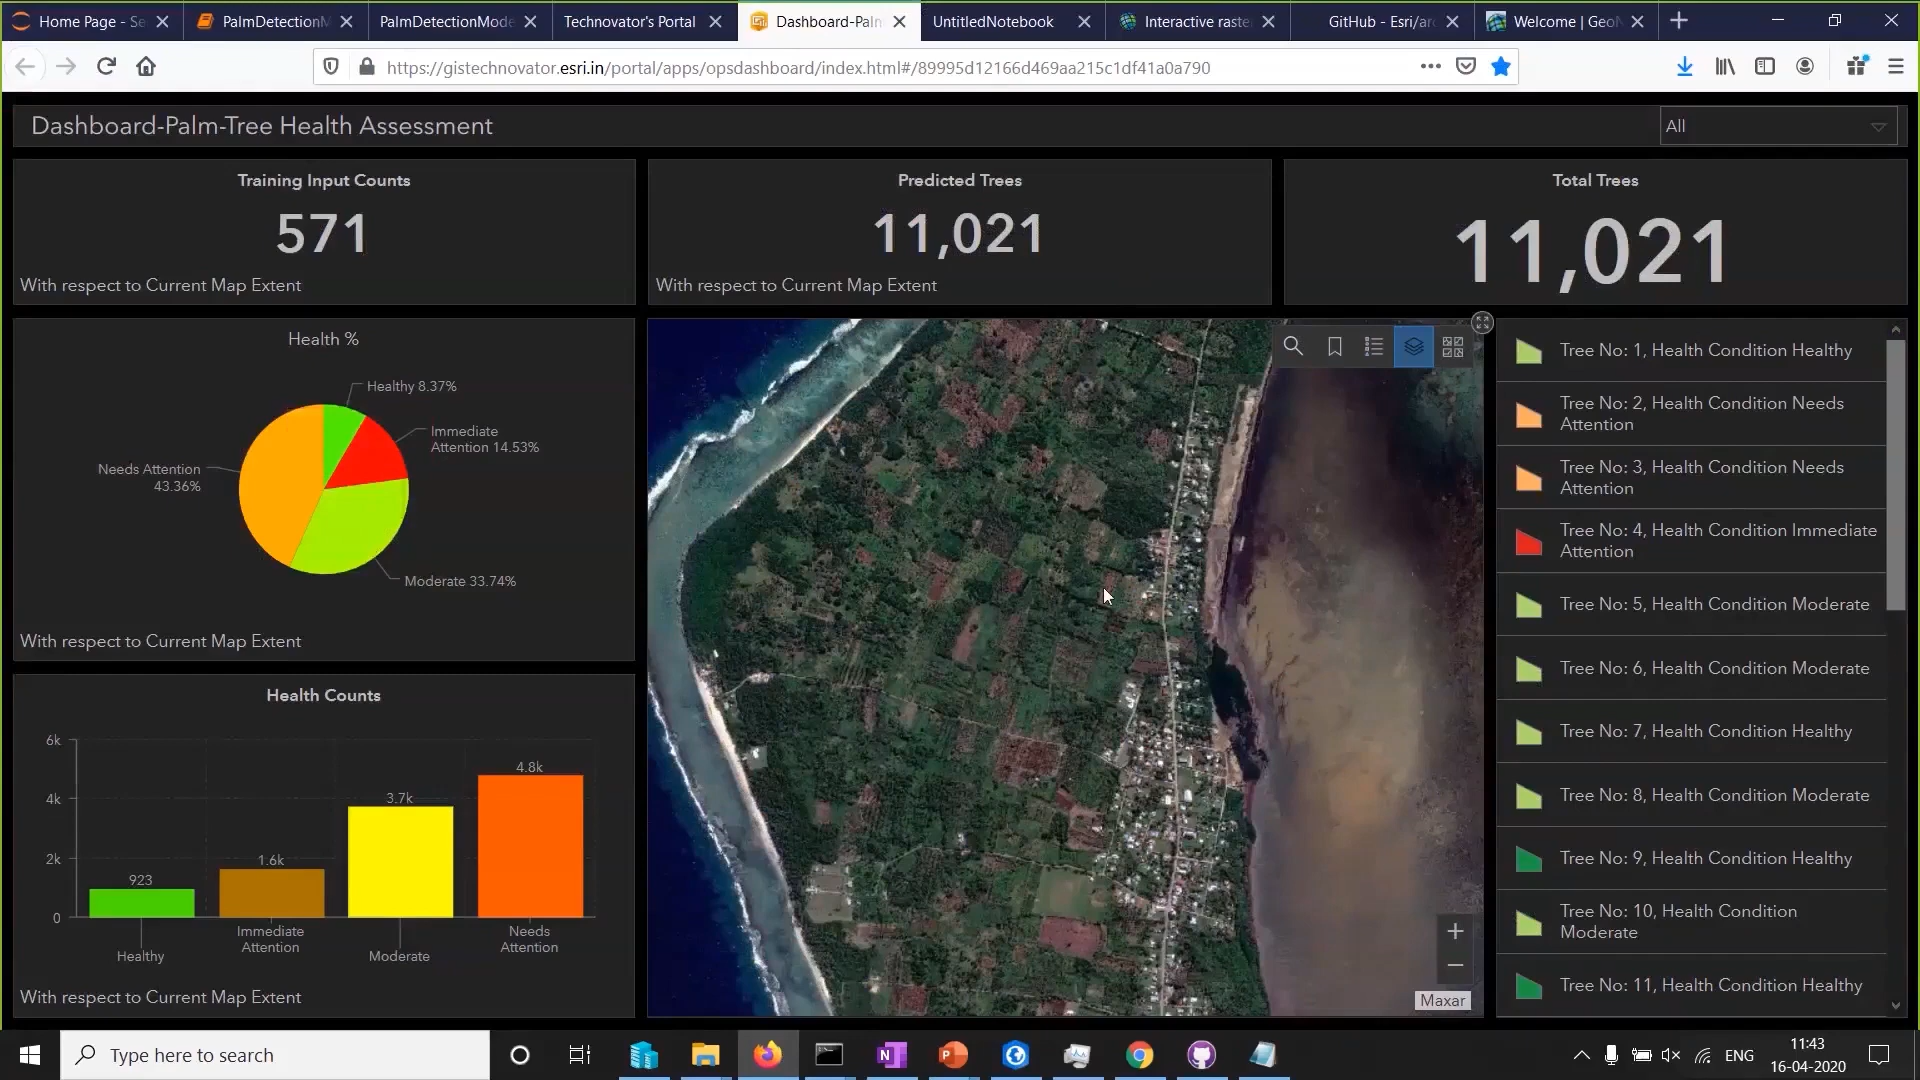 Home Page - Se
PalmDetectionM
PalmDetectionMode
Technovator's Portal
Dashboard-Palm
UntitledNotebook
Interactive raste
GitHub - Esri/ar
Welcome | GeoN
https://gistechnovator.esri.in/portal/apps/opsdashboard/index.html#/89995d12166d469aa215c1df41a0a790
Dashboard-Palm-Tree Health Assessment
All
Training Input Counts
571
With respect to Current Map Extent
Predicted Trees
11,021
With respect to Current Map Extent
Total Trees
11,021
Health %
Healthy 8.37%
Immediate
Attention 14.53%
Needs Attention
43.36%
Moderate 33.74%
With respect to Current Map Extent
Health Counts
6k
4k
2k
0
923
1.6k
3.7k
4.8k
Healthy
Immediate
Attention
Moderate
Needs
Attention
With respect to Current Map Extent
Maxar
Tree No: 1, Health Condition Healthy
Tree No: 2, Health Condition Needs
Attention
Tree No: 3, Health Condition Needs
Attention
Tree No: 4, Health Condition Immediate
Attention
Tree No: 5, Health Condition Moderate
Tree No: 6, Health Condition Moderate
Tree No: 7, Health Condition Healthy
Tree No: 8, Health Condition Moderate
Tree No: 9, Health Condition Healthy
Tree No: 10, Health Condition
Moderate
Tree No: 11, Health Condition Healthy
Type here to search
ENG
11:43
16-04-2020